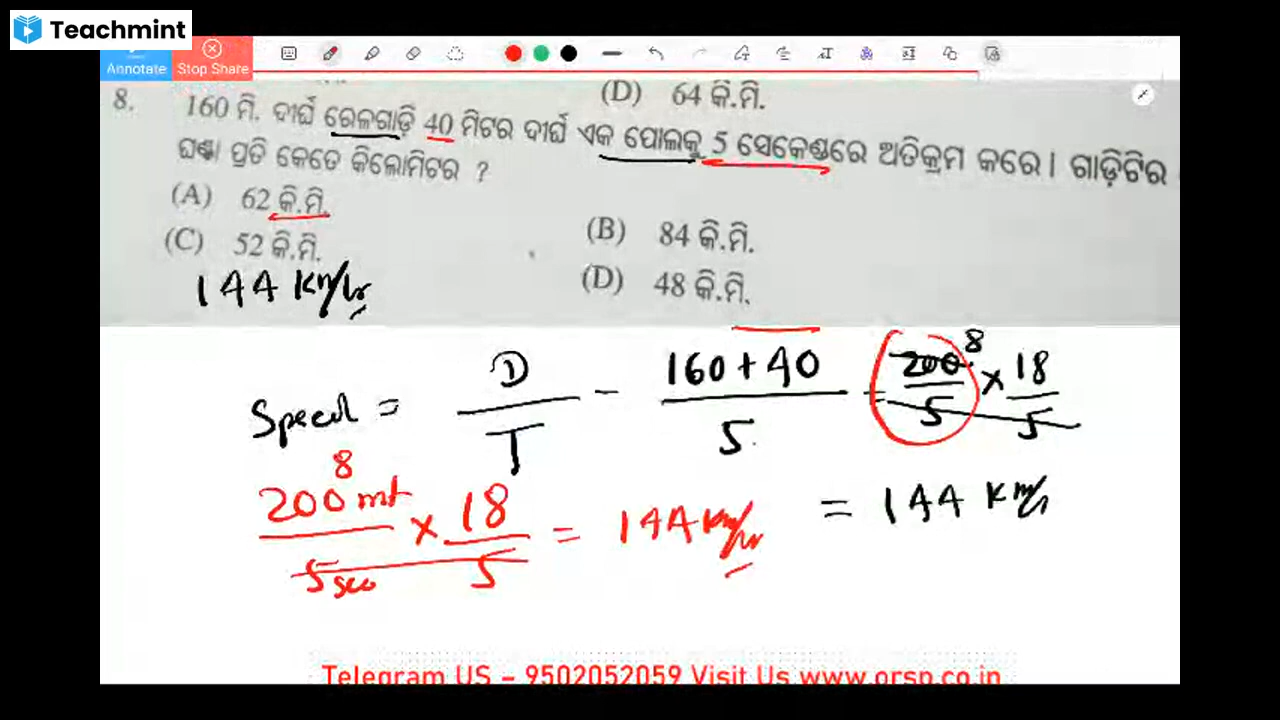 Teachmint
Annotate
Stop Share
(D) 64 କି.ମି.
8. 160 ମି. ଦୀର୍ଘ ରେଳଗାଡ଼ି 40 ମିଟର ଦୀର୍ଘ ଏକ ପୋଲକୁ 5 ସେକେଣ୍ଡରେ ଅତିକ୍ରମ କରେ। ଗାଡ଼ିଟିର
ଘଣ୍ଟା ପ୍ରତି କେତେ କିଲୋମିଟର ?
(A) 62 କି.ମି.
(B) 84 କି.ମି.
(C) 52 କି.ମି.
(D) 48 କି.ମି.
144 km/hr
Speed = D/T - 160+40/5 = 200/5 8 × 18/5
= 144 km/h
200 8 mt/5 sec × 18/5 = 144 km/hr
Telegram US – 9502052059 Visit Us www.orsp.co.in